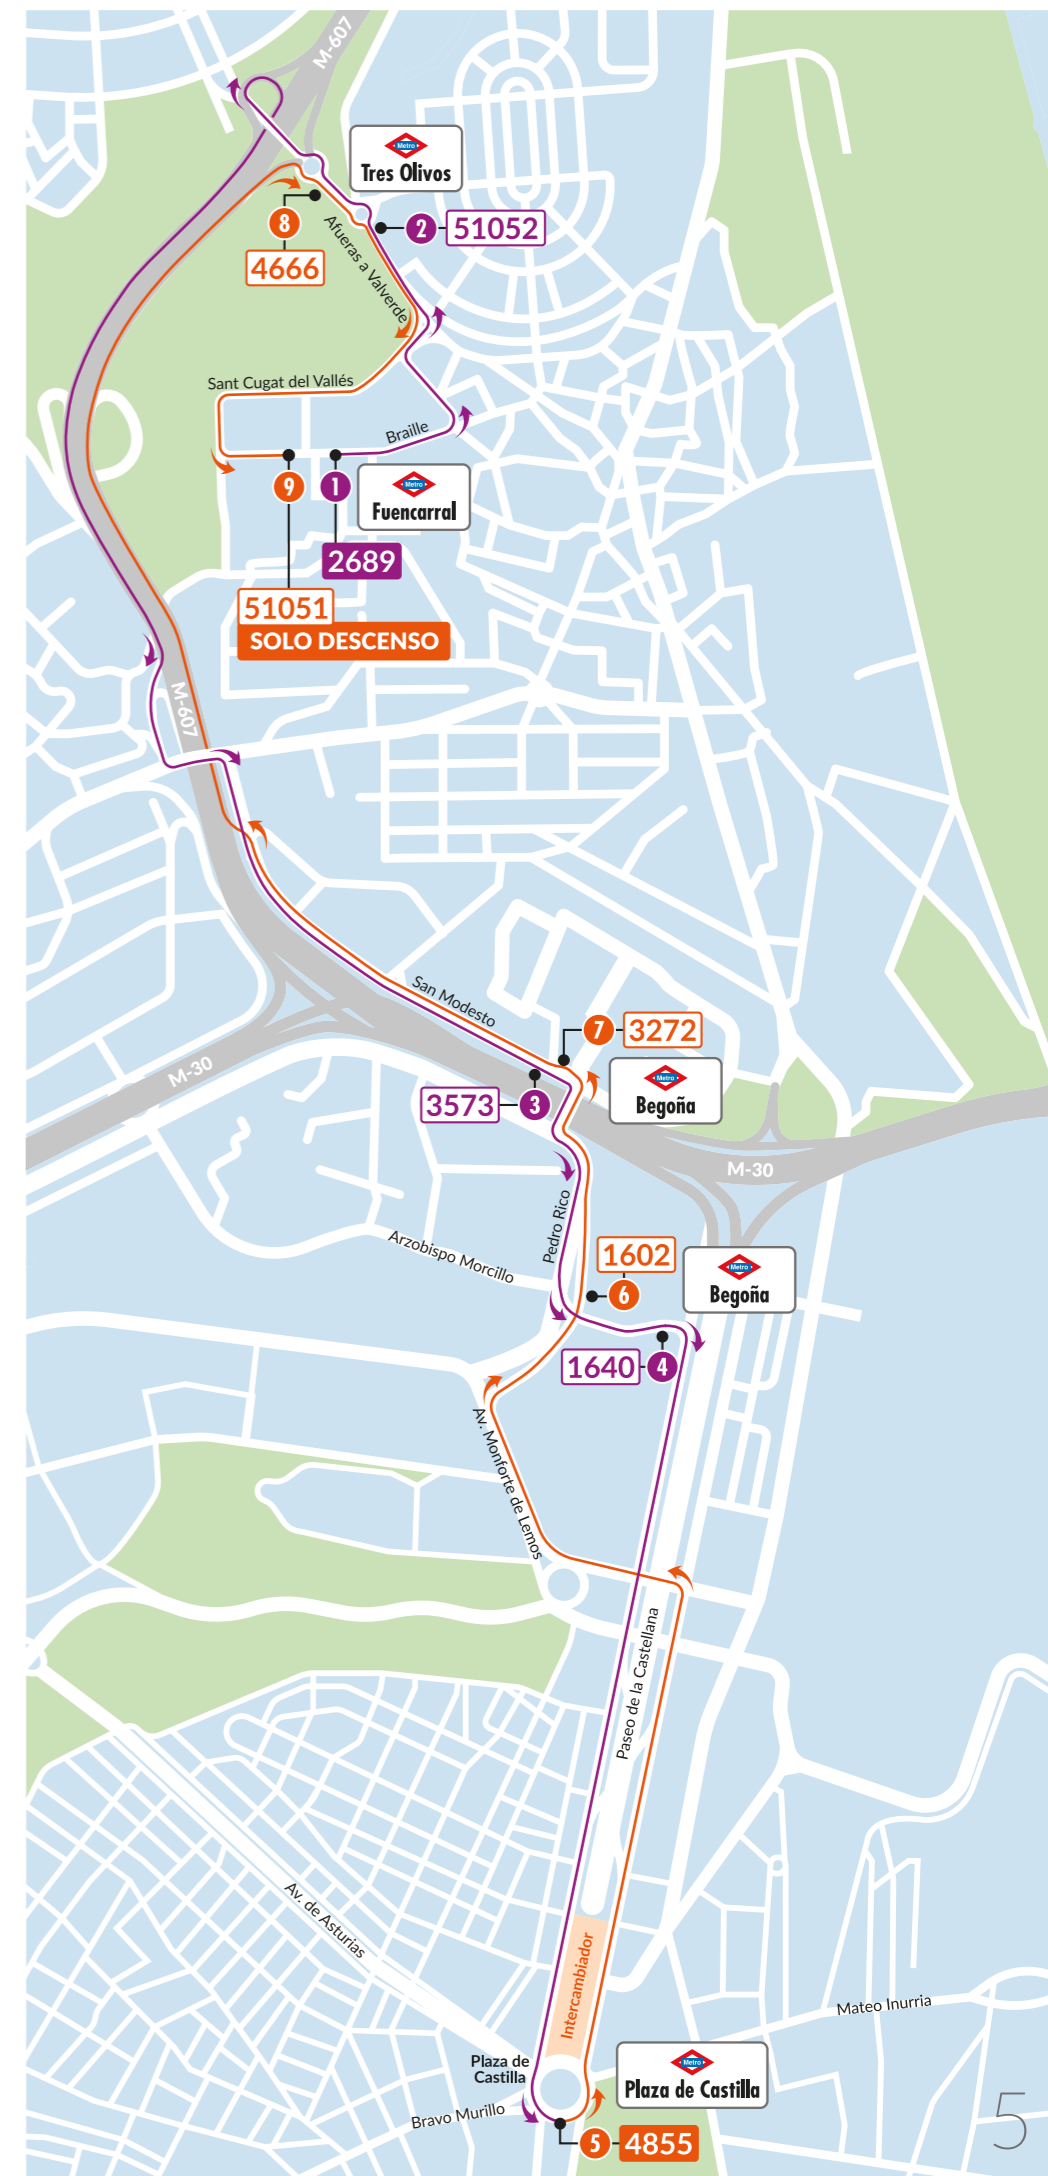 M-607
Metro
Tres Olivos
8
4666
2
51052
Afueras a Valverde
Sant Cugat del Vallés
Braille
9
1
Metro
Fuencarral
2689
51051
SOLO DESCENSO
M-607
San Modesto
7
3272
M-30
Metro
Begoña
3573
3
M-30
Pedro Rico
Arzobispo Morcillo
1602
6
Metro
Begoña
1640
4
Av. Monforte de Lemos
Paseo de la Castellana
Av. de Asturias
Intercambiador
Mateo Inurria
Plaza de
Castilla
Metro
Plaza de Castilla
Bravo Murillo
5
4855
5